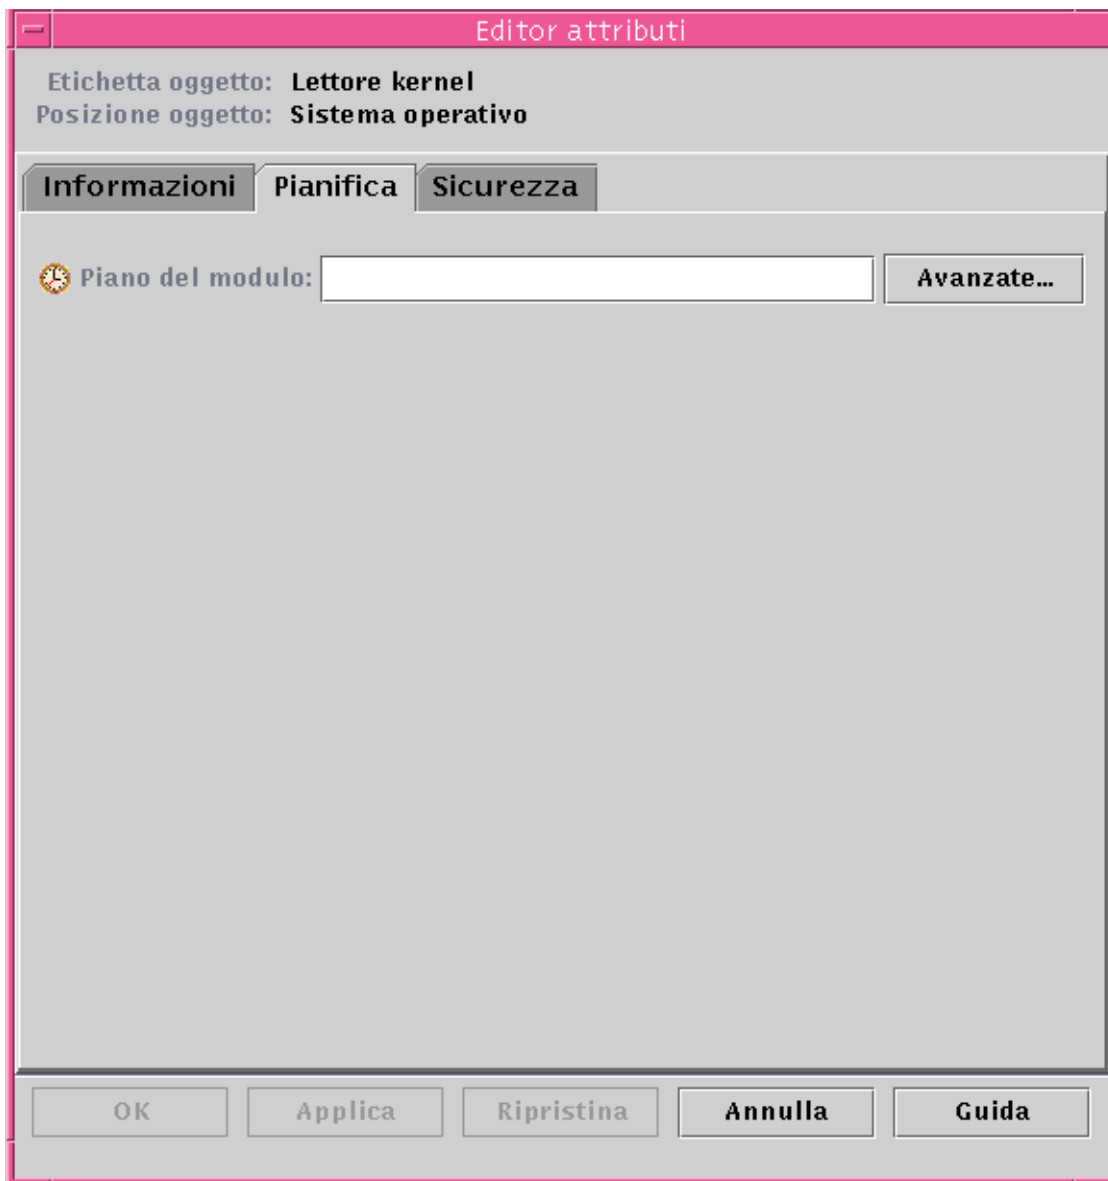 Editor attributi
Etichetta oggetto: Lettore kernel
Posizione oggetto: Sistema operativo
Informazioni Pianifica Sicurezza
Piano del modulo: Avanzate...
OK Applica Ripristina Annulla Guida